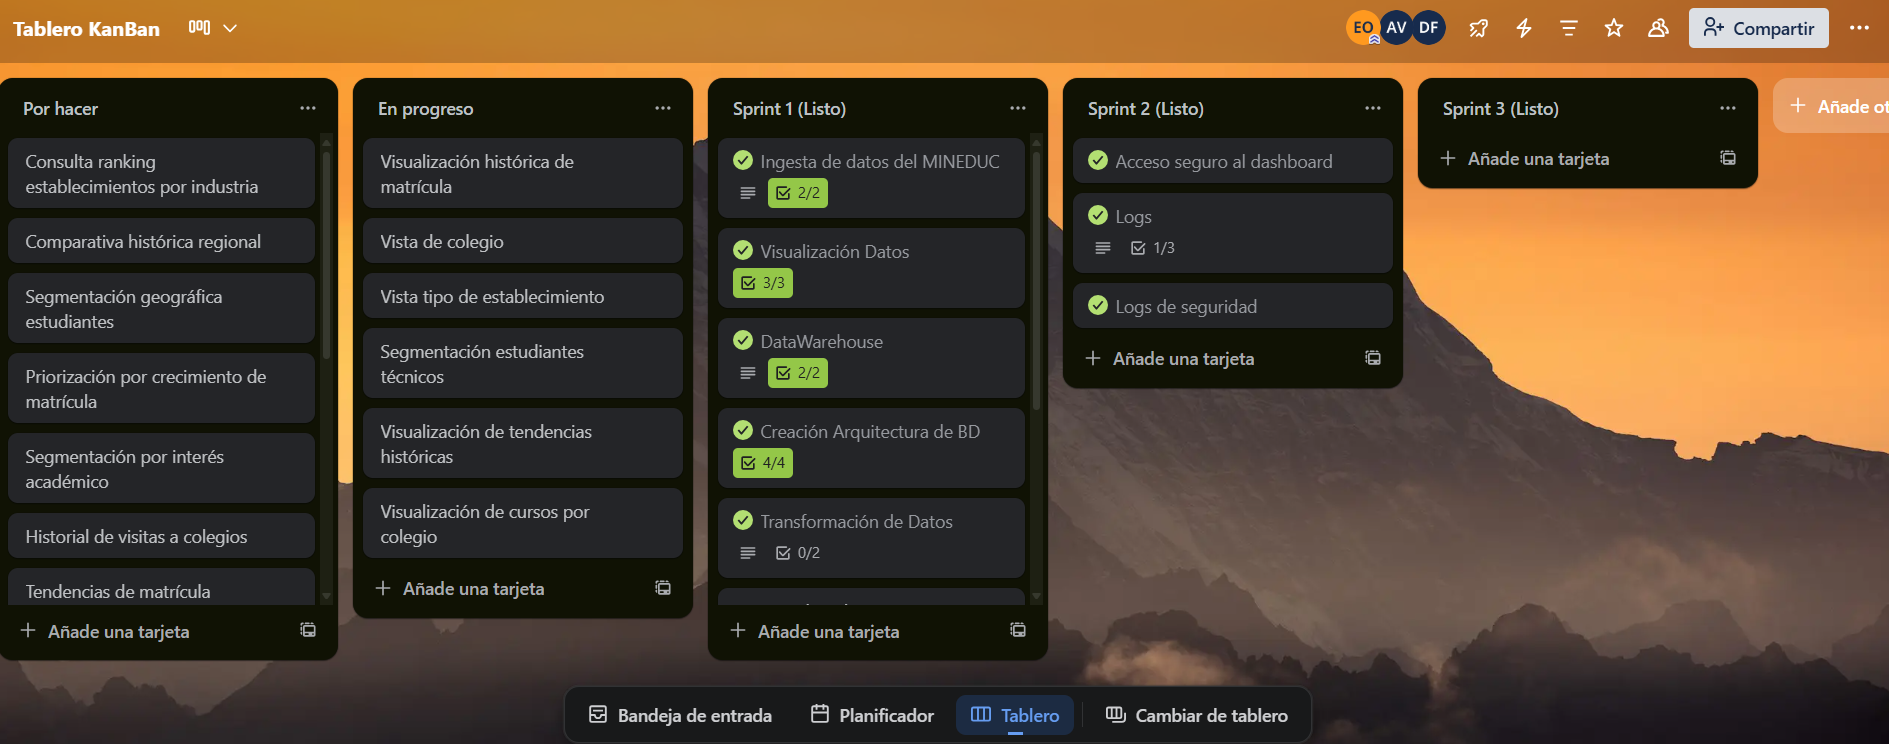 Tablero KanBan
EO
AV
DF
Compartir
Por hacer
Consulta ranking
establecimientos por industria
Comparativa histórica regional
Segmentación geográfica
estudiantes
Priorización por crecimiento de
matrícula
Segmentación por interés
académico
Historial de visitas a colegios
Tendencias de matrícula
Añade una tarjeta
En progreso
Visualización histórica de
matrícula
Vista de colegio
Vista tipo de establecimiento
Segmentación estudiantes
técnicos
Visualización de tendencias
históricas
Visualización de cursos por
colegio
Añade una tarjeta
Sprint 1 (Listo)
Ingesta de datos del MINEDUC
2/2
Visualización Datos
3/3
DataWarehouse
2/2
Creación Arquitectura de BD
4/4
Transformación de Datos
0/2
Añade una tarjeta
Sprint 2 (Listo)
Acceso seguro al dashboard
Logs
1/3
Logs de seguridad
Añade una tarjeta
Sprint 3 (Listo)
Añade una tarjeta
Añade ot
Bandeja de entrada
Planificador
Tablero
Cambiar de tablero